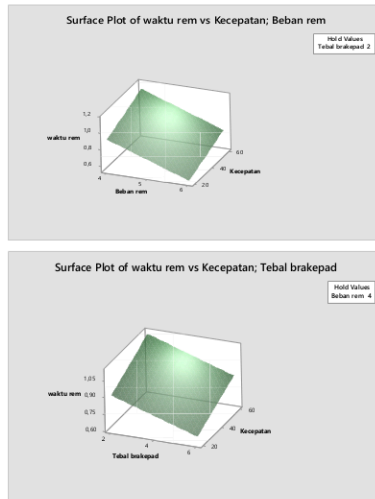 Surface Plot of waktu rem vs Kecepatan; Beban rem
Hold Values
Tebal brakepad 2
1,2
1,0
waktu rem
0,8
0,6
60
40
Kecepatan
4
5
6
20
Beban rem
Surface Plot of waktu rem vs Kecepatan; Tebal brakepad
Hold Values
Beban rem 4
1,05
waktu rem 0,90
0,75
0,60
60
40
Kecepatan
2
4
6
20
Tebal brakepad